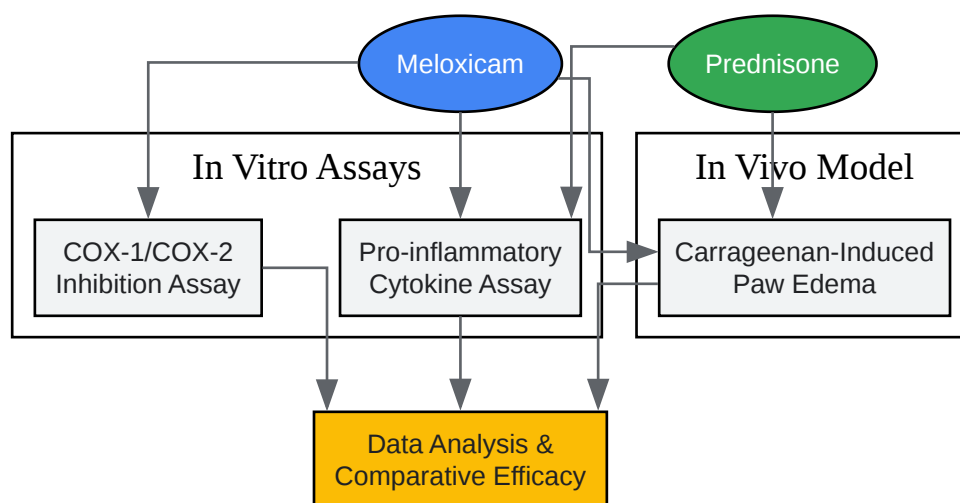 Meloxicam
Prednisone
In Vitro Assays
In Vivo Model
COX-1/COX-2
Inhibition Assay
Pro-inflammatory
Cytokine Assay
Carrageenan-Induced
Paw Edema
Data Analysis &
Comparative Efficacy